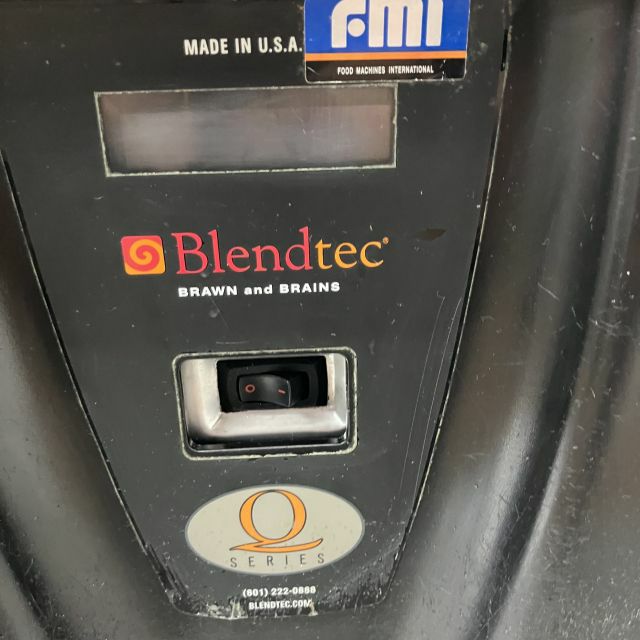 MADE IN U.S.A.
FMI
FOOD MACHINES INTERNATIONAL
Blendtec®
BRAWN and BRAINS
O -
Q
SERIES
(801) 222-0888
BLENDTEC.COM